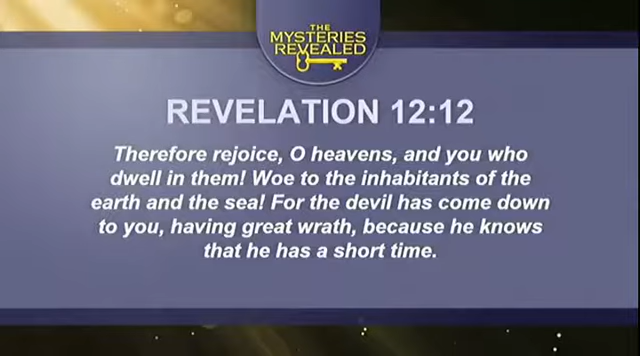 THE
MYSTERIES
REVEALED
REVELATION 12:12
Therefore rejoice, O heavens, and you who
dwell in them! Woe to the inhabitants of the
earth and the sea! For the devil has come down
to you, having great wrath, because he knows
that he has a short time.